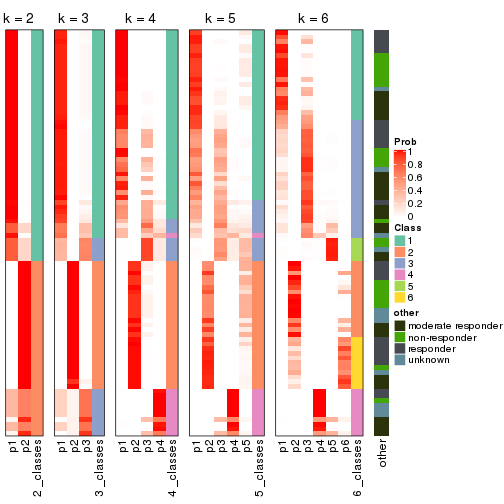 k = 2 k = 3 k = 4 k = 5 k = 6
Prob
1
0.8
0.6
0.4
0.2
0
Class
1
2
3
4
5
6
other
moderate responder
non-responder
responder
unknown
p1 p2 2_classes p1 p2 p3 3_classes p1 p2 p3 p4 4_classes p1 p2 p3 p4 p5 5_classes p1 p2 p3 p4 p5 p6 6_classes other